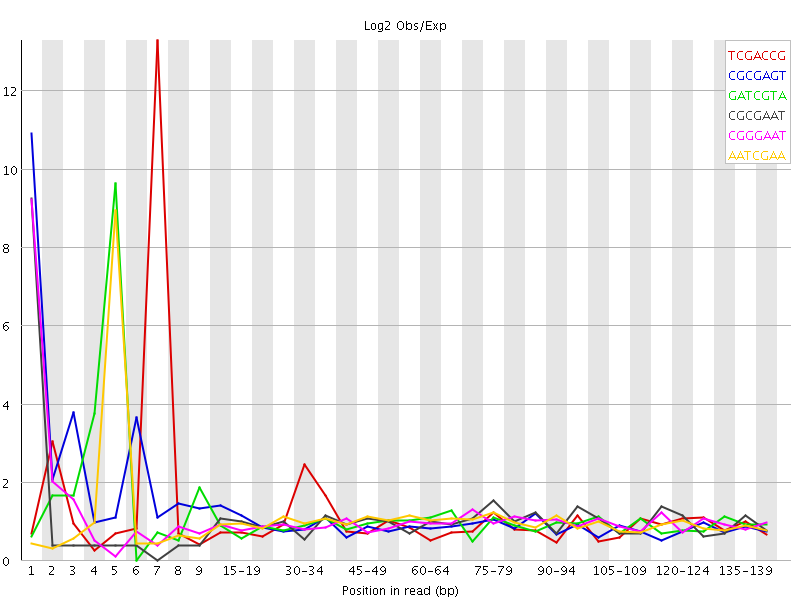 Log2 Obs/Exp
TCGACCG
CGCGAGT
GATCGTA
CGCGAAT
CGGGAAT
AATCGAA
12
10
8
6
4
2
0
1 2 3 4 5 6 7 8 9 15-19 30-34 45-49 60-64 75-79 90-94 105-109 120-124 135-139
Position in read (bp)